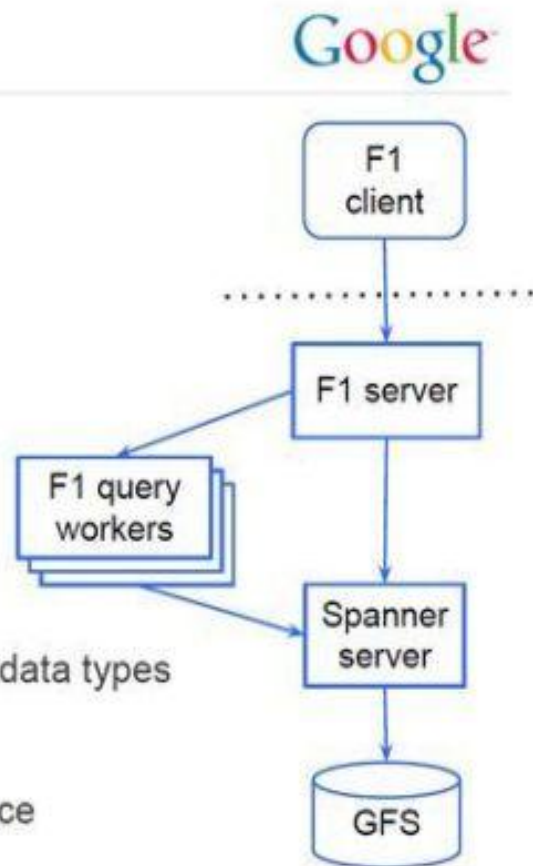 Google
F1
client
F1 server
F1 query
workers
Spanner
server
data types
ce
GFS